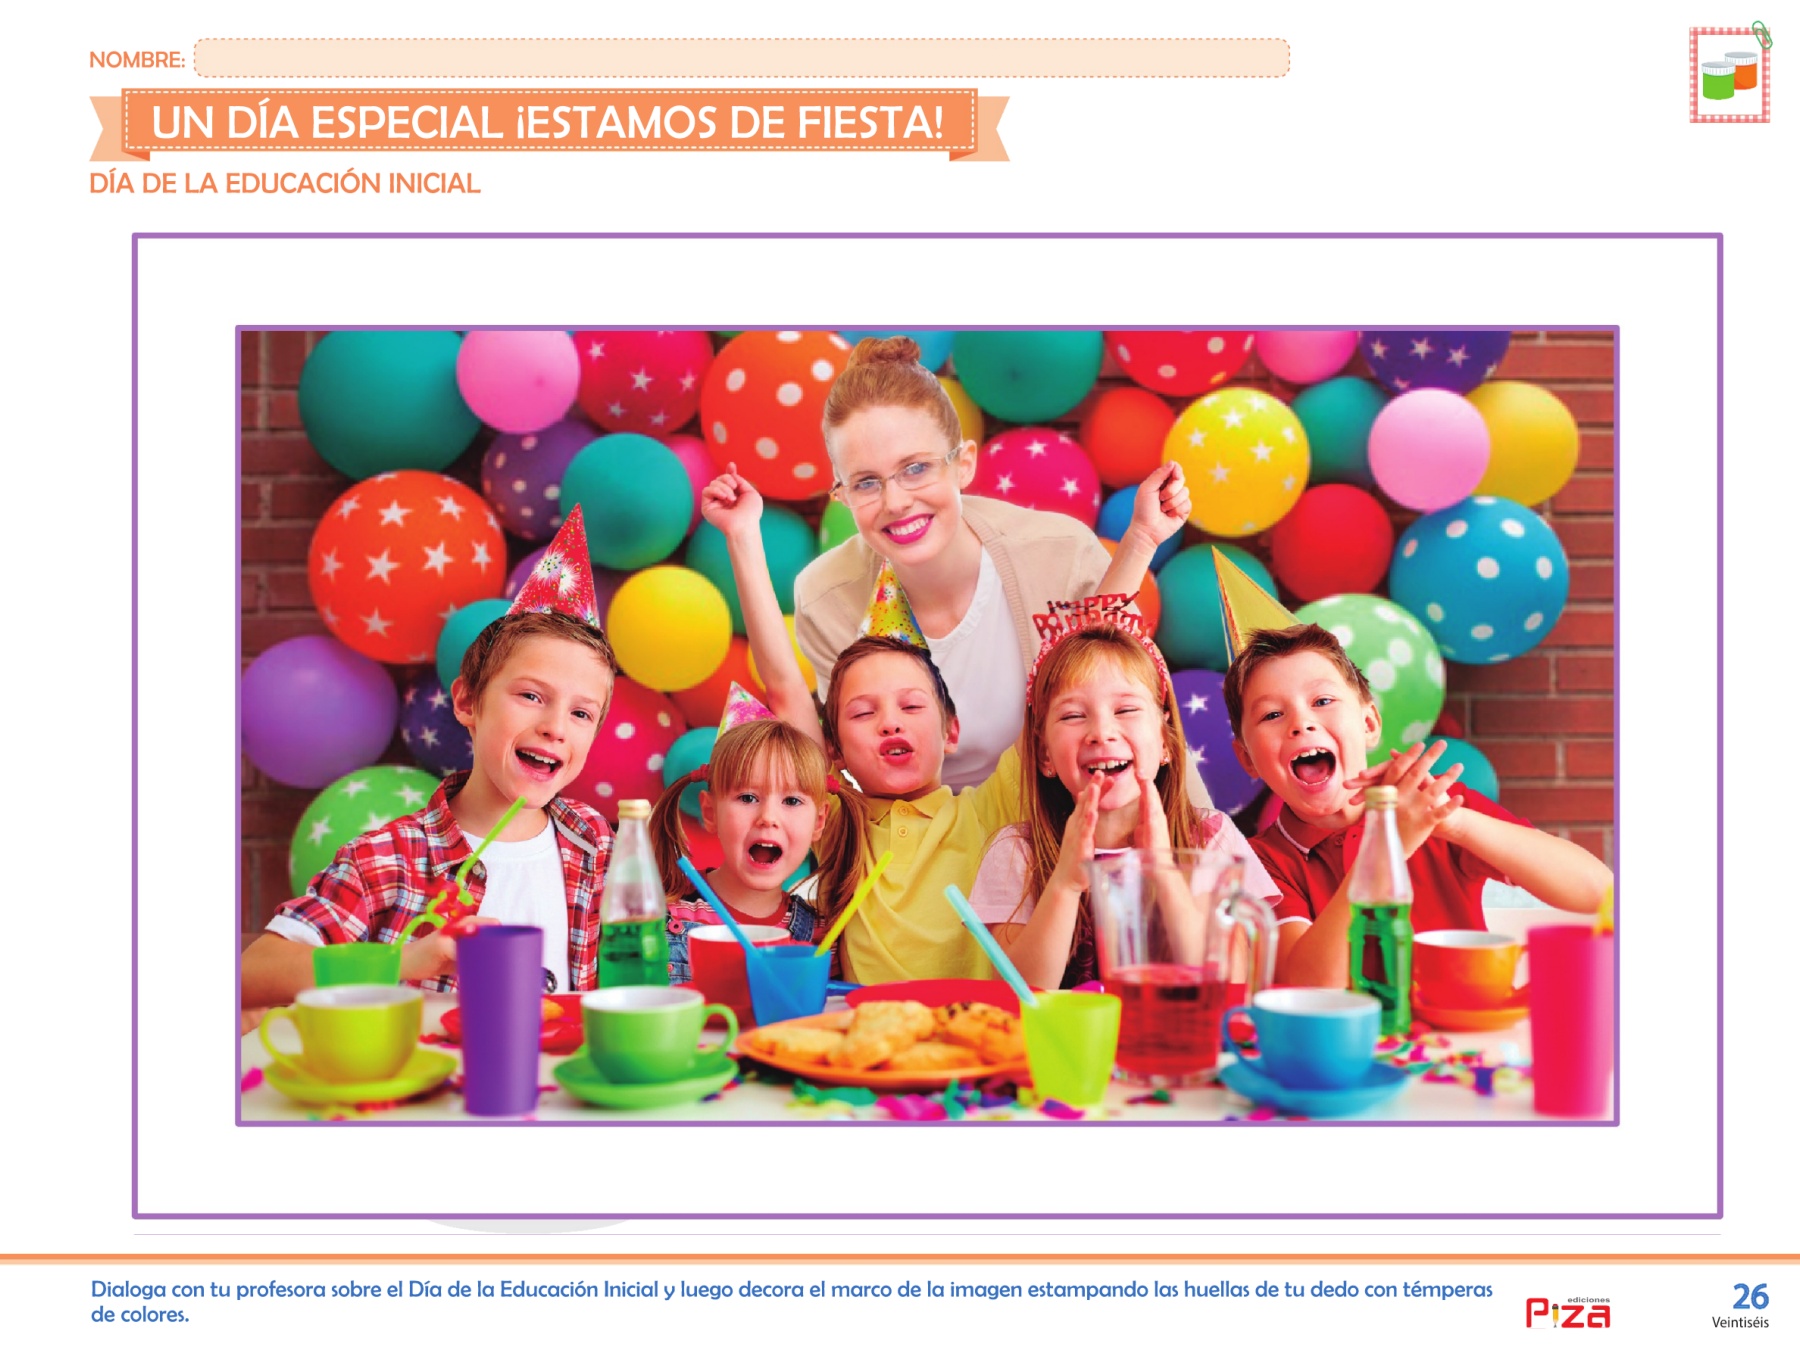 NOMBRE:
UN DÍA ESPECIAL ¡ESTAMOS DE FIESTA!
DÍA DE LA EDUCACIÓN INICIAL
HAPPY
BIRTHDAY
Dialoga con tu profesora sobre el Día de la Educación Inicial y luego decora el marco de la imagen estampando las huellas de tu dedo con témperas
de colores.
ediciones
Piza
26
Veintiséis